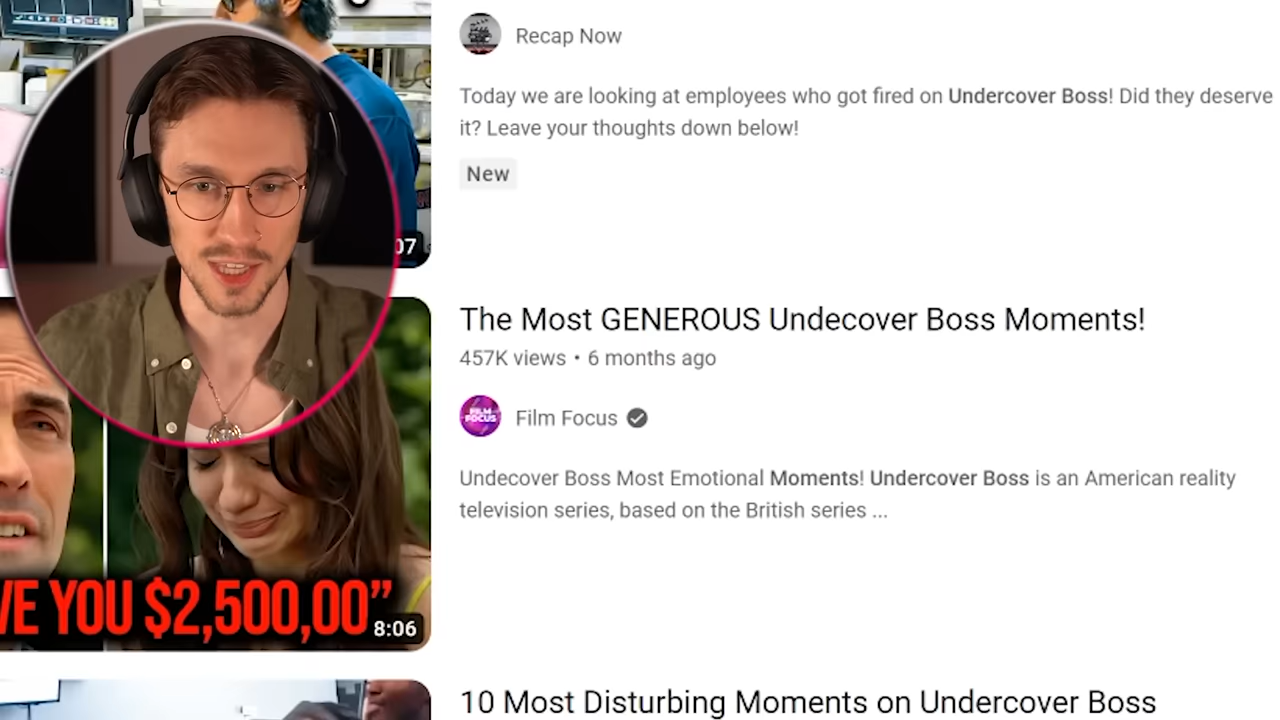 Recap Now
Today we are looking at employees who got fired on Undercover Boss! Did they deserve
it? Leave your thoughts down below!
New
07
The Most GENEROUS Undecover Boss Moments!
457K views • 6 months ago
FILM
FOCUS
Film Focus
Undecover Boss Most Emotional Moments! Undercover Boss is an American reality
television series, based on the British series ...
VE YOU $2,500,00”
8:06
10 Most Disturbing Moments on Undercover Boss